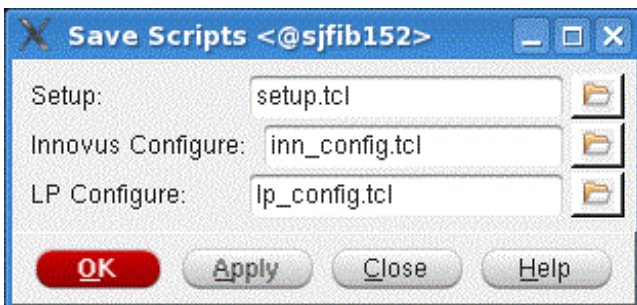 Save Scripts <@sjfib152>
Setup: setup.tcl
Innovus Configure: inn_config.tcl
LP Configure: lp_config.tcl
OK Apply Close Help